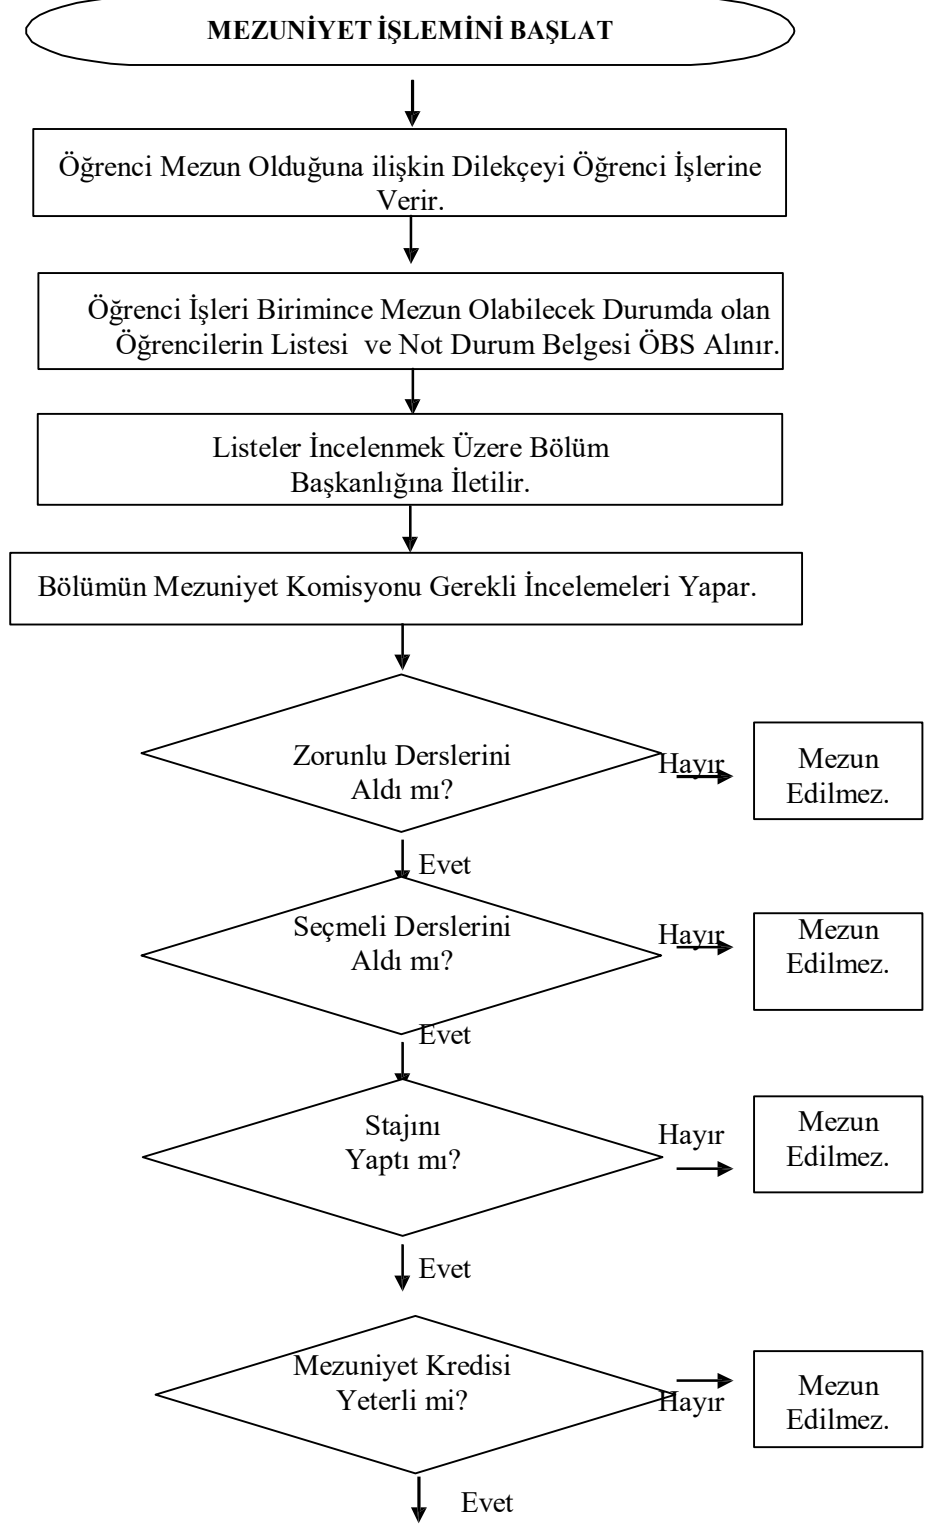 MEZUNİYET İŞLEMİNİ BAŞLAT
Öğrenci Mezun Olduğuna ilişkin Dilekçeyi Öğrenci İşlerine
Verir.
Öğrenci İşleri Birimince Mezun Olabilecek Durumda olan
Öğrencilerin Listesi ve Not Durum Belgesi ÖBS Alınır.
Listeler İncelenmek Üzere Bölüm
Başkanlığına İletilir.
Bölümün Mezuniyet Komisyonu Gerekli İncelemeleri Yapar.
Zorunlu Derslerini
Aldı mı?
Hayır
Mezun
Edilmez.
Evet
Seçmeli Derslerini
Aldı mı?
Hayır
Mezun
Edilmez.
Evet
Stajını
Yaptı mı?
Hayır
Mezun
Edilmez.
Evet
Mezuniyet Kredisi
Yeterli mi?
Hayır
Mezun
Edilmez.
Evet